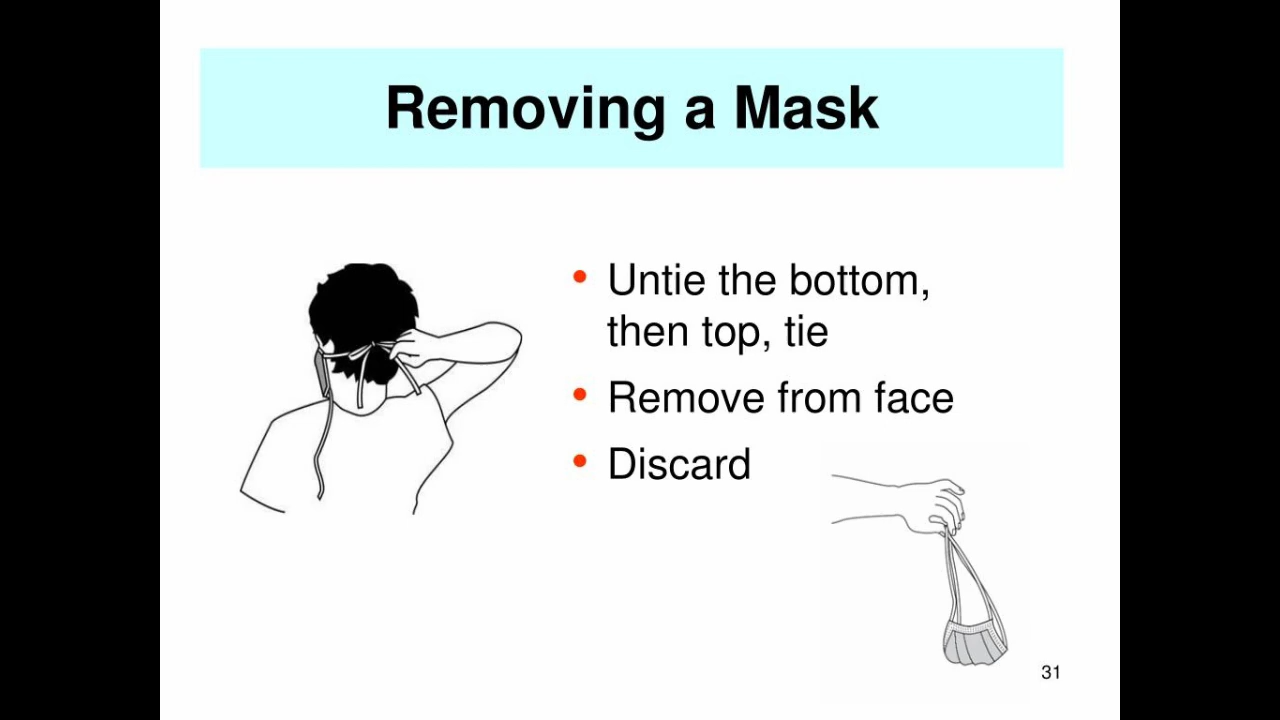 Removing a Mask
• Untie the bottom,
then top, tie
• Remove from face
• Discard
31